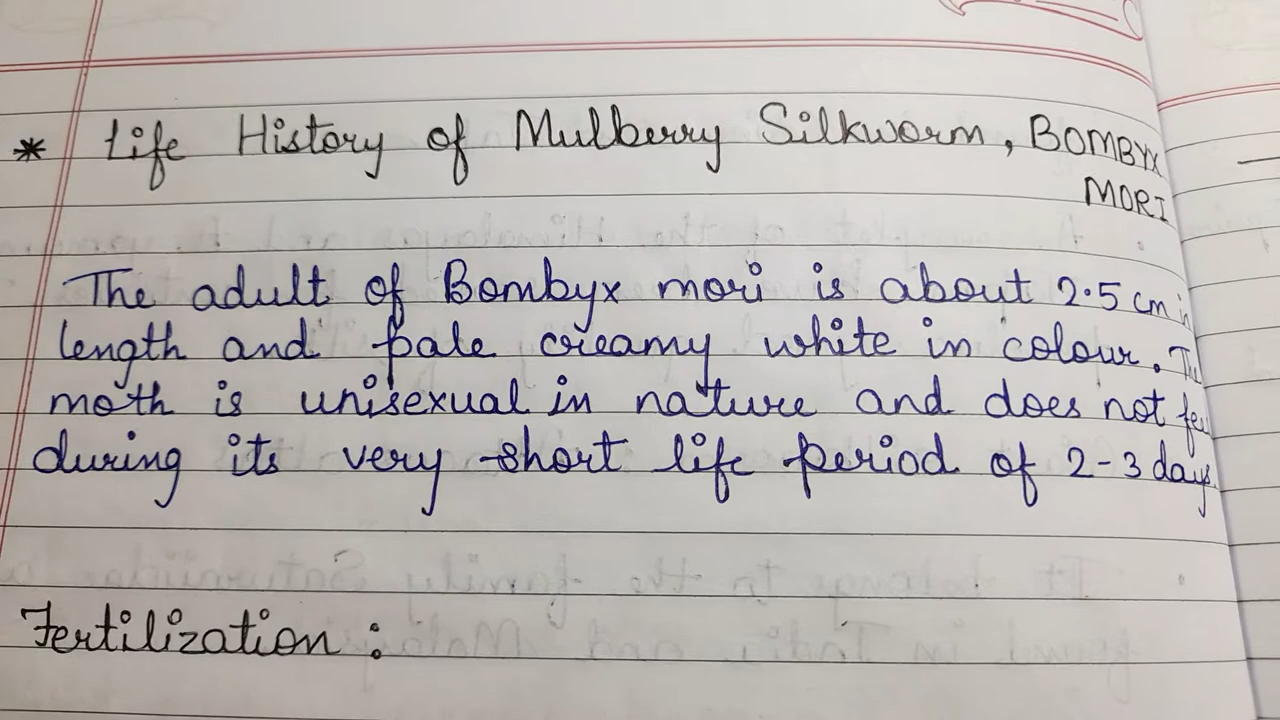 * Life History of Mulberry Silkworm, BOMBYX
MORI
The adult of Bombyx mori is about 2.5 cm in
length and pale creamy white in colour. The
moth is unisexual in nature and does not
during its very short life period of 2-3 days.
Fertilization :